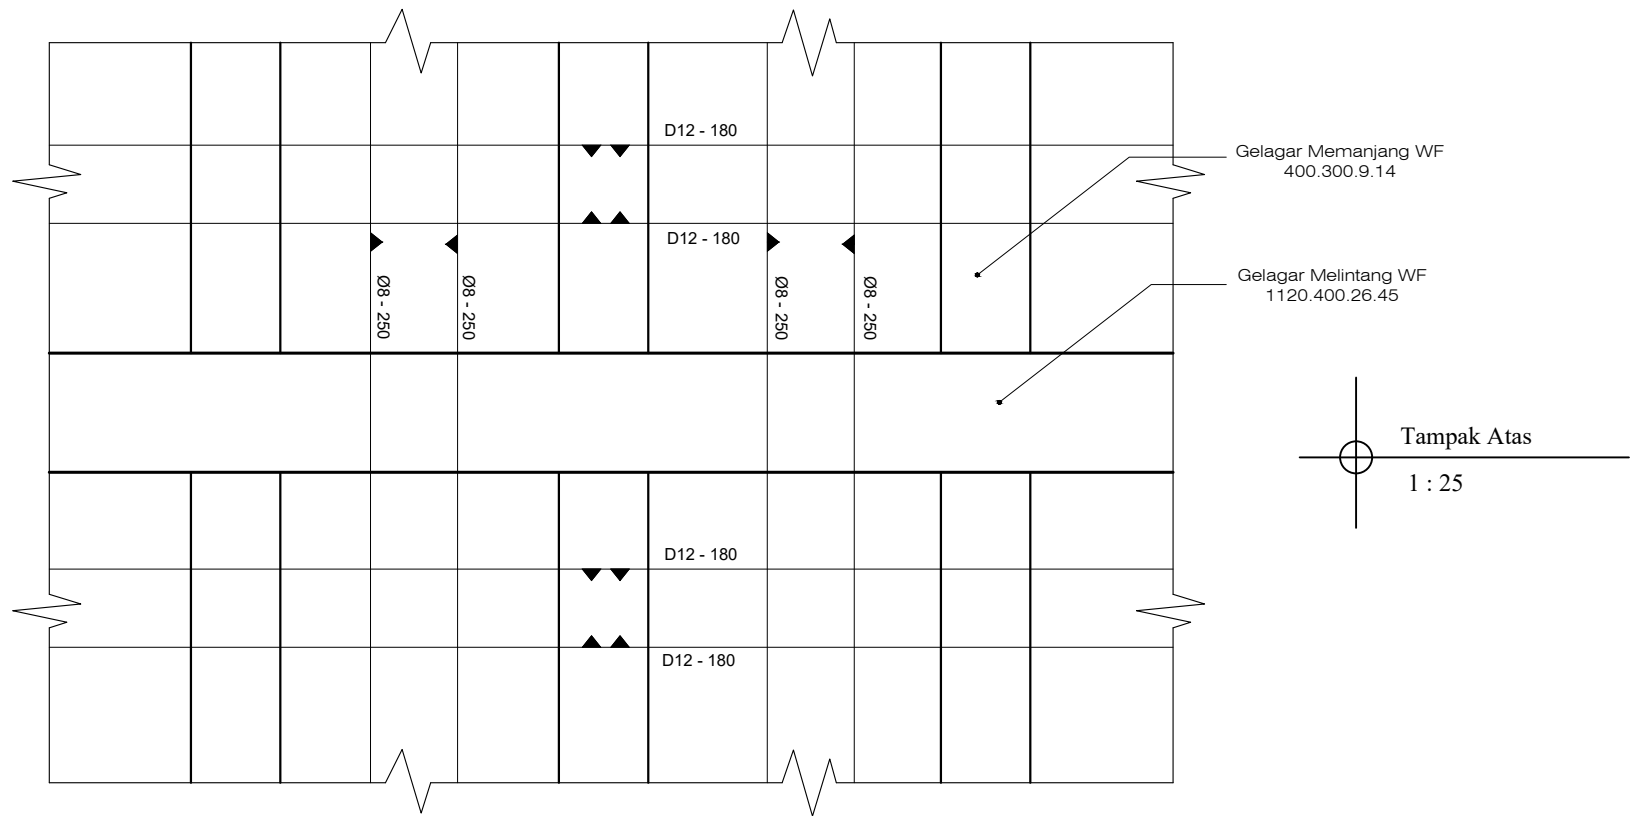 D12 - 180
Gelagar Memanjang WF
400.300.9.14
D12 - 180
Ø8 - 250
Ø8 - 250
Ø8 - 250
Ø8 - 250
Gelagar Melintang WF
1120.400.26.45
Tampak Atas
1 : 25
D12 - 180
D12 - 180